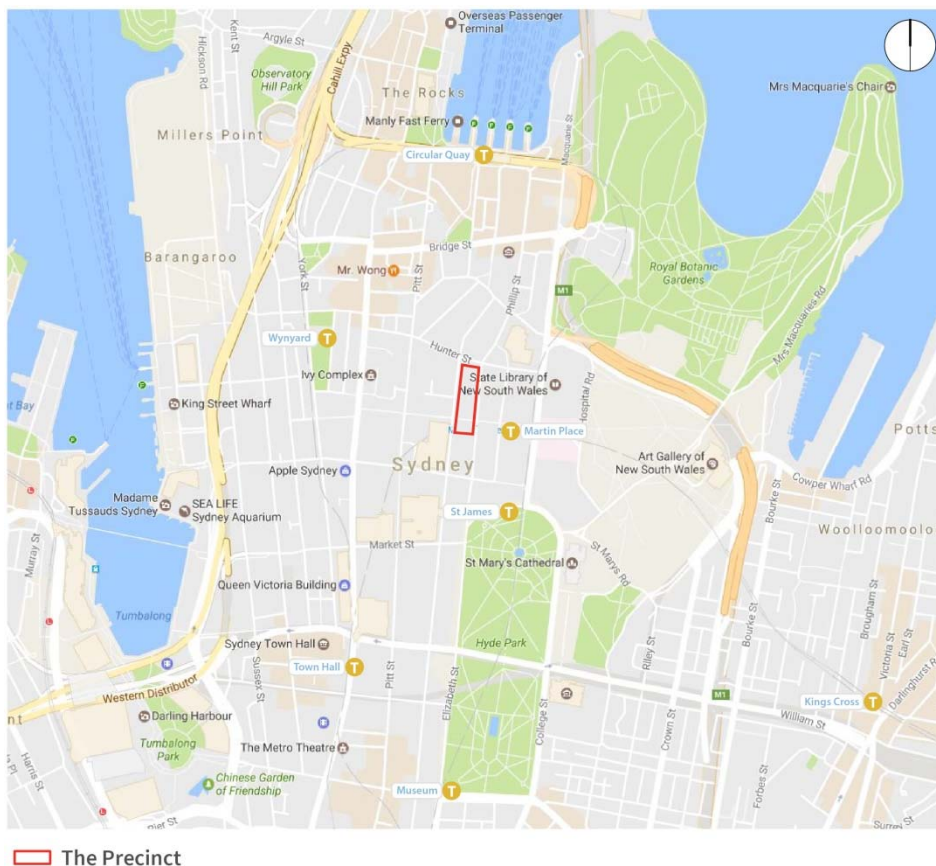 Overseas Passenger
Terminal
Kent St
Hickson Rd
Argyle St
Cahill Expy
Observatory
Hill Park
The Rocks
Mrs Macquarie's Chair
Manly Fast Ferry
Millers Point
Macquarie St
Circular Quay
T
Bridge St
Barangaroo
York St
Mr. Wong
Pitt St
Royal Botanic
Gardens
Phillip St
M1
Mrs Macquaries Rd
Wynyard
T
Hunter St
Ivy Complex
State Library of
New South Wales
Hospital Rd
King Street Wharf
T
Martin Place
Potts
Sydney
Art Gallery of
New South Wales
Apple Sydney
Cowper Wharf Rd
Madame
Tussauds Sydney
SEA LIFE
Sydney Aquarium
St James
T
Bourke St
Woolloomoolo
Murray St
Market St
St Marys Rd
St Mary's Cathedral
Queen Victoria Building
Tumbalong
Hyde Park
Bourke St
Brougham St
Victoria St
Earl St
Sydney Town Hall
Riley St
Darlinghurst R
Town Hall
T
Pitt St
Sussex St
Western Distributor
Elizabeth St
College St
M1
Kings Cross
T
William St
Darling Harbour
Crown St
Harris St
Tumbalong
Park
The Metro Theatre
Forbes St
Chinese Garden
of Friendship
Museum
T
Pier St
Surrey St
The Precinct